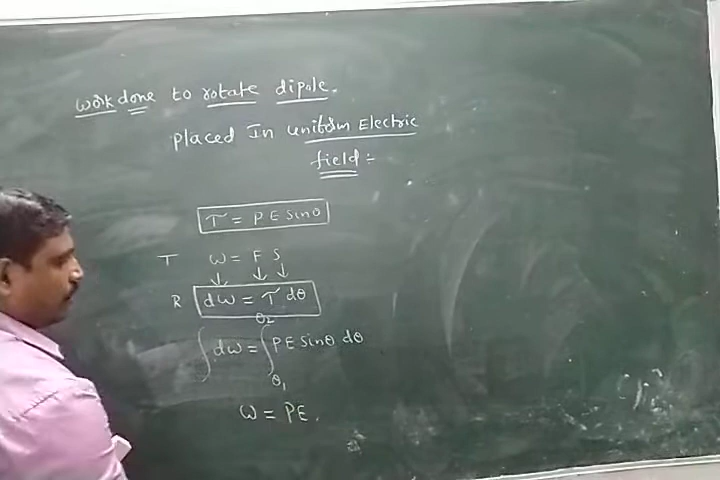 work done to rotate dipole.
placed In uniform Electric
field :-
τ = PE sinθ
T W = F S
↓ ↓ ↓
R dw = τ dθ
∫dw = ∫θ₁^θ₂ PE sinθ dθ
W = PE.